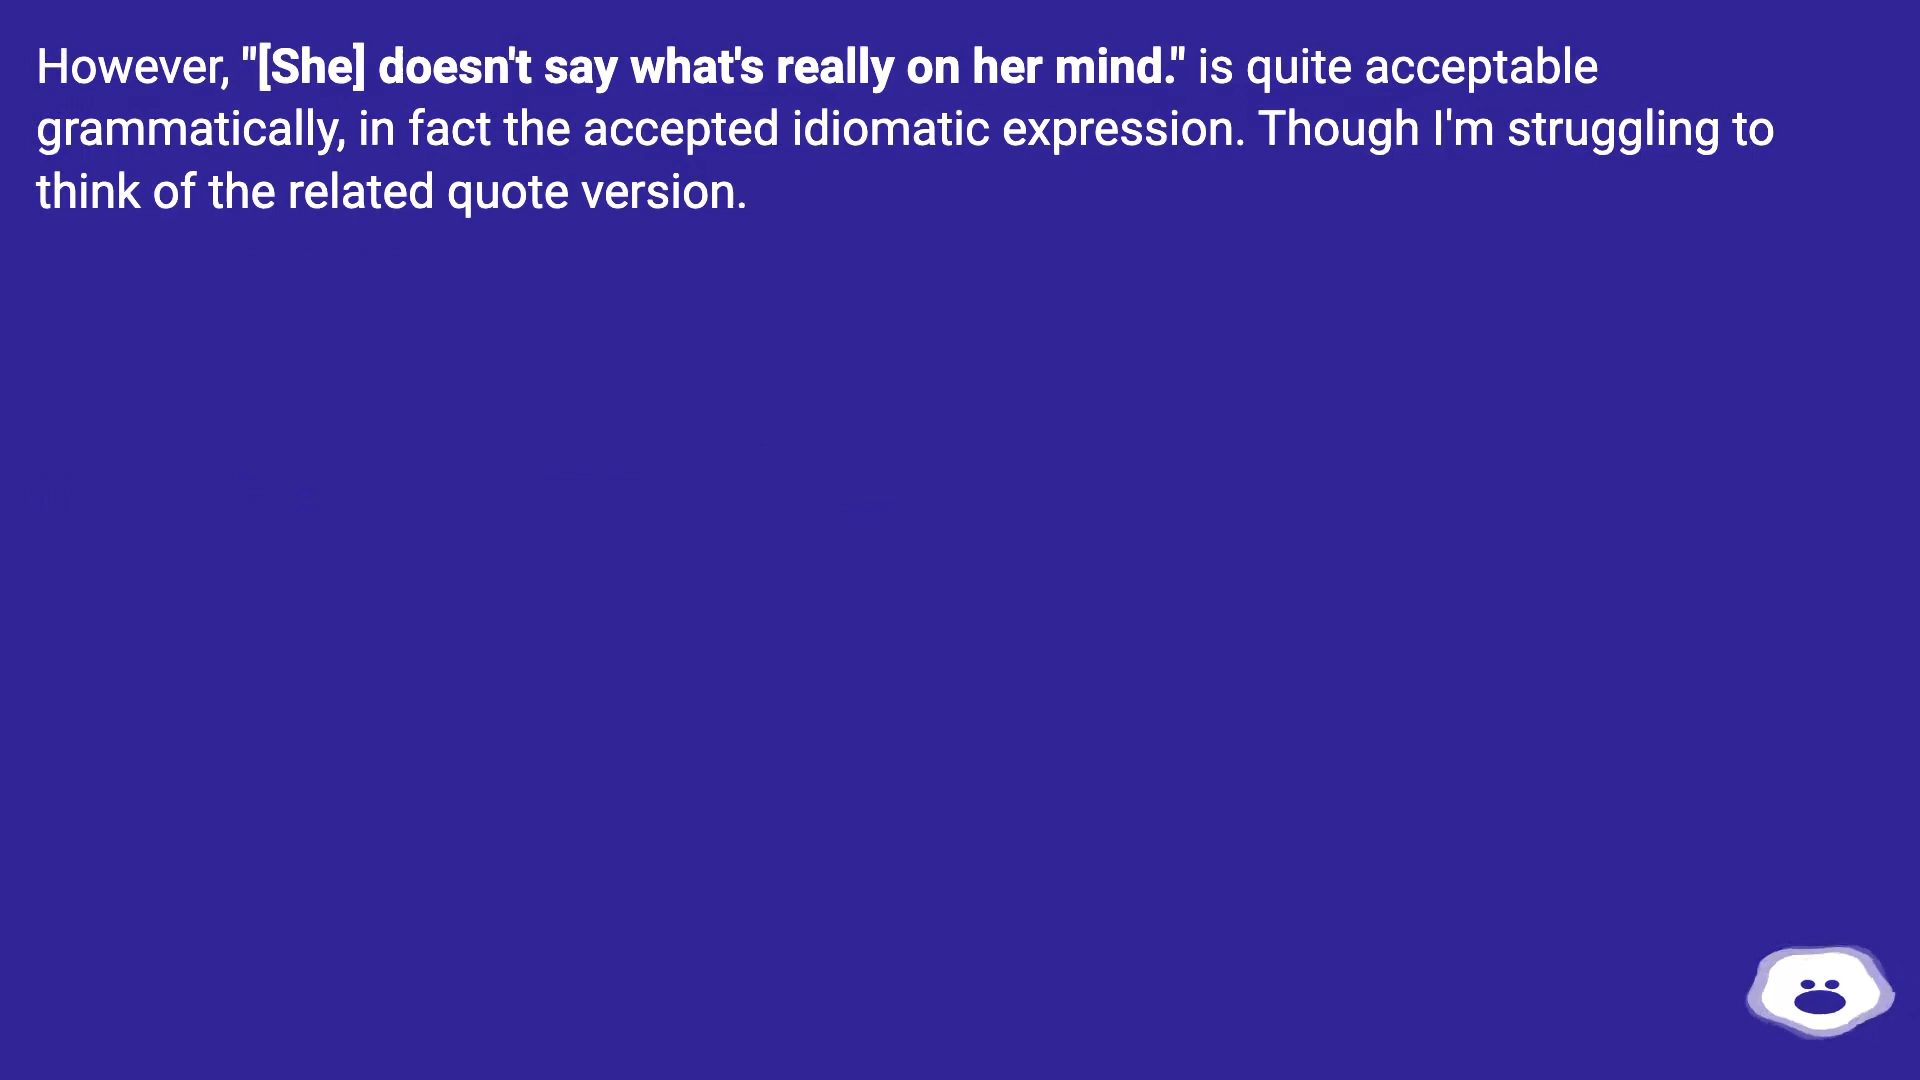 However, "[She] doesn't say what's really on her mind." is quite acceptable
grammatically, in fact the accepted idiomatic expression. Though I'm struggling to
think of the related quote version.